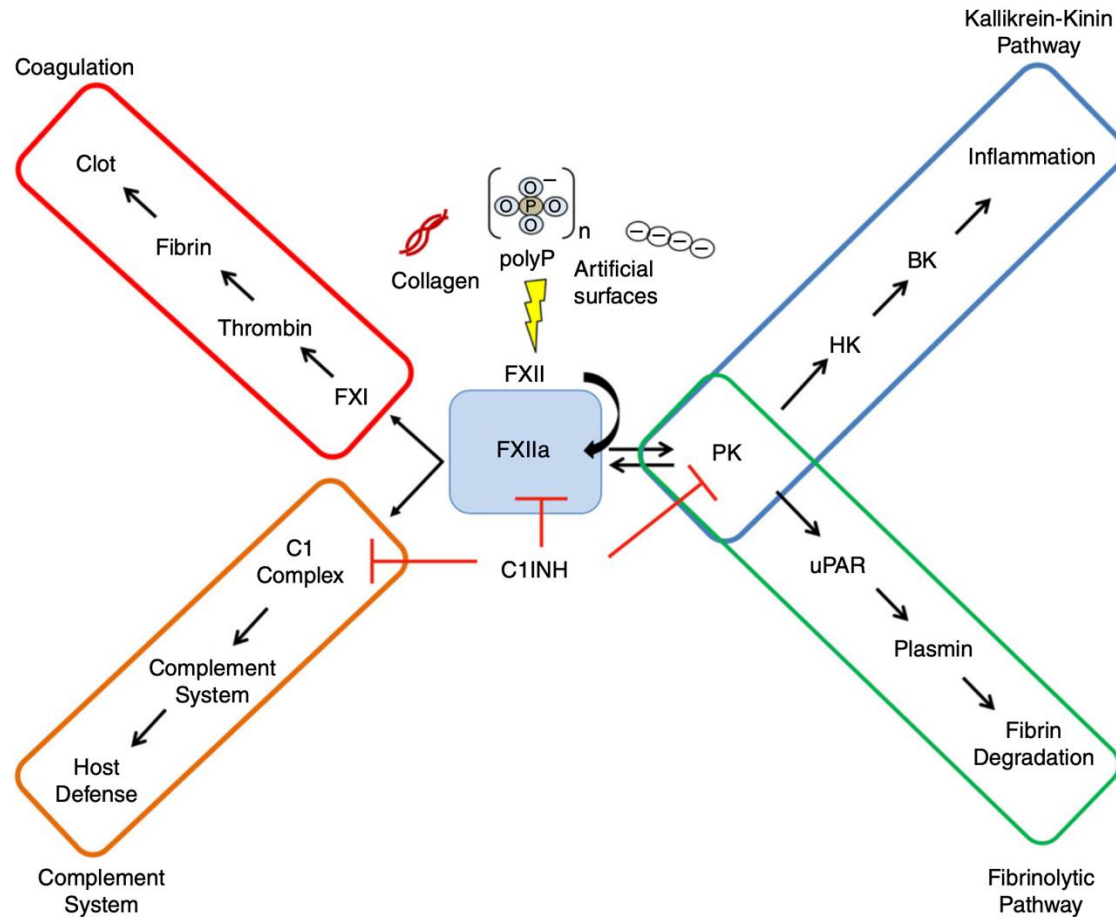 Kallikrein-Kinin
Pathway
Coagulation
Clot
Fibrin
Thrombin
FXI
O −
O P O
O
n
polyP
Collagen
Artificial
surfaces
− − − −
FXII
FXIIa
Inflammation
BK
HK
PK
uPAR
Plasmin
Fibrin
Degradation
C1INH
C1
Complex
Complement
System
Host
Defense
Complement
System
Fibrinolytic
Pathway